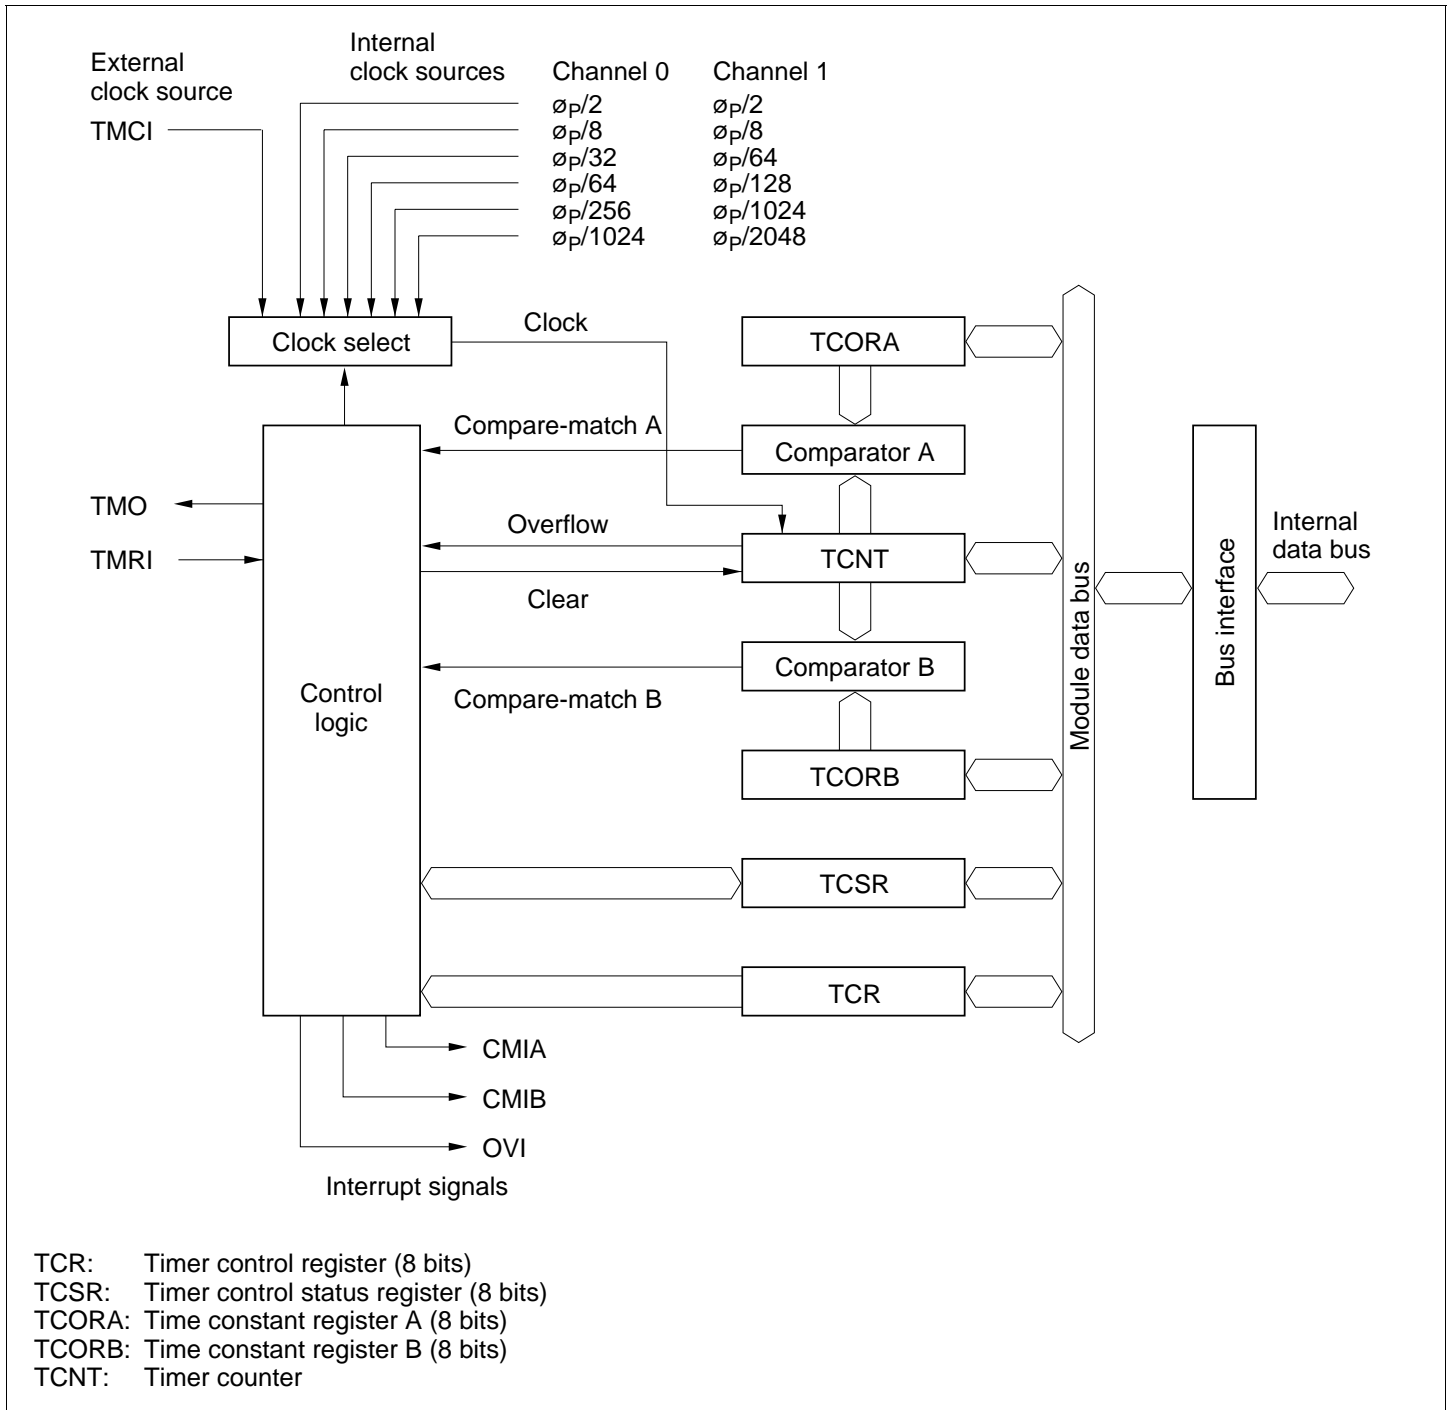 External
clock source
TMCI
Internal
clock sources
Channel 0 Channel 1
øP/2 øP/2
øP/8 øP/8
øP/32 øP/64
øP/64 øP/128
øP/256 øP/1024
øP/1024 øP/2048
Clock select
Clock
TCORA
Compare-match A
Comparator A
TMO
TMRI
Overflow
TCNT
Clear
Control
logic
Comparator B
Compare-match B
TCORB
TCSR
TCR
Module data bus
Bus interface
Internal
data bus
CMIA
CMIB
OVI
Interrupt signals
TCR: Timer control register (8 bits)
TCSR: Timer control status register (8 bits)
TCORA: Time constant register A (8 bits)
TCORB: Time constant register B (8 bits)
TCNT: Timer counter